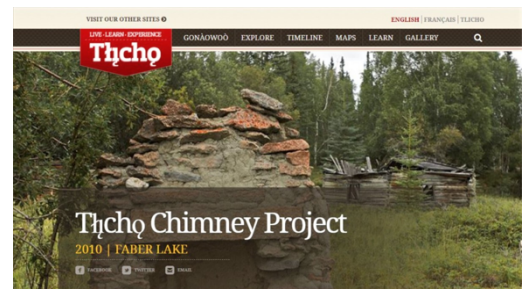 VISIT OUR OTHER SITES
ENGLISH | FRANÇAIS | TLICHO
LIVE · LEARN · EXPERIENCE
Tłı̨chǫ
GONÀOWOÒ EXPLORE TIMELINE MAPS LEARN GALLERY
Tłı̨chǫ Chimney Project
2010 | FABER LAKE
FACEBOOK TWITTER EMAIL